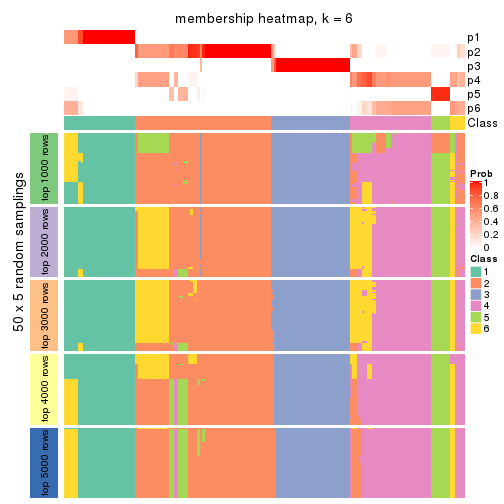 membership heatmap, k = 6
p1
p2
p3
p4
p5
p6
Class
50 x 5 random samplings
top 1000 rows
top 2000 rows
top 3000 rows
top 4000 rows
top 5000 rows
Prob
1
0.8
0.6
0.4
0.2
0
Class
1
2
3
4
5
6